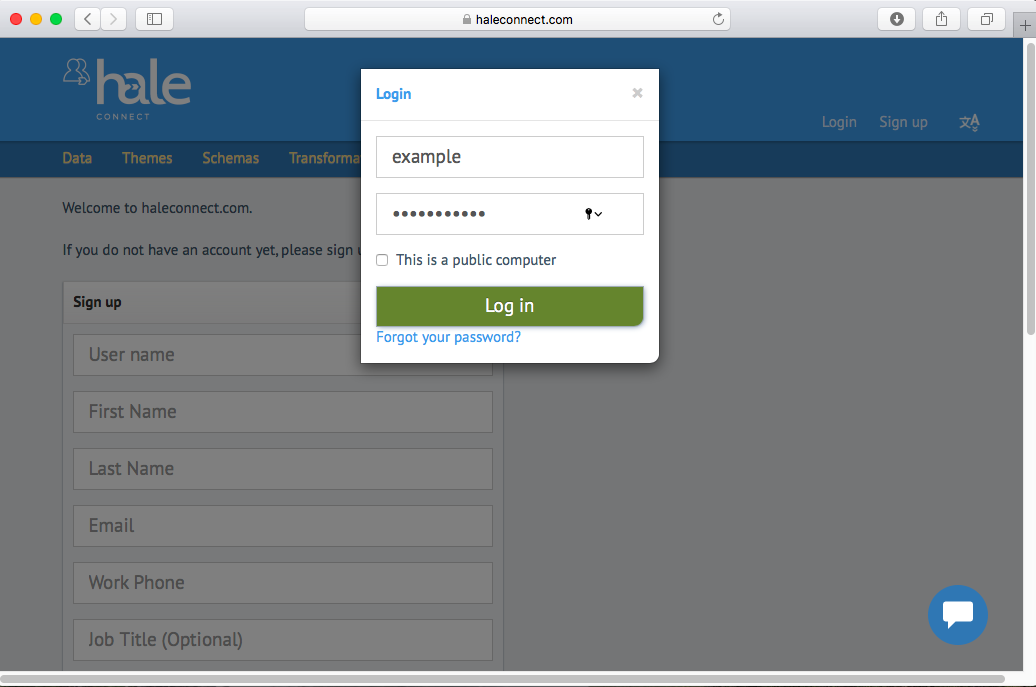 haleconnect.com
hale
CONNECT
Login Sign up
文A
Data Themes Schemas Transforma
Login ×
example
•••••••••••
This is a public computer
Log in
Forgot your password?
Welcome to haleconnect.com.
If you do not have an account yet, please sign
Sign up
User name
First Name
Last Name
Email
Work Phone
Job Title (Optional)